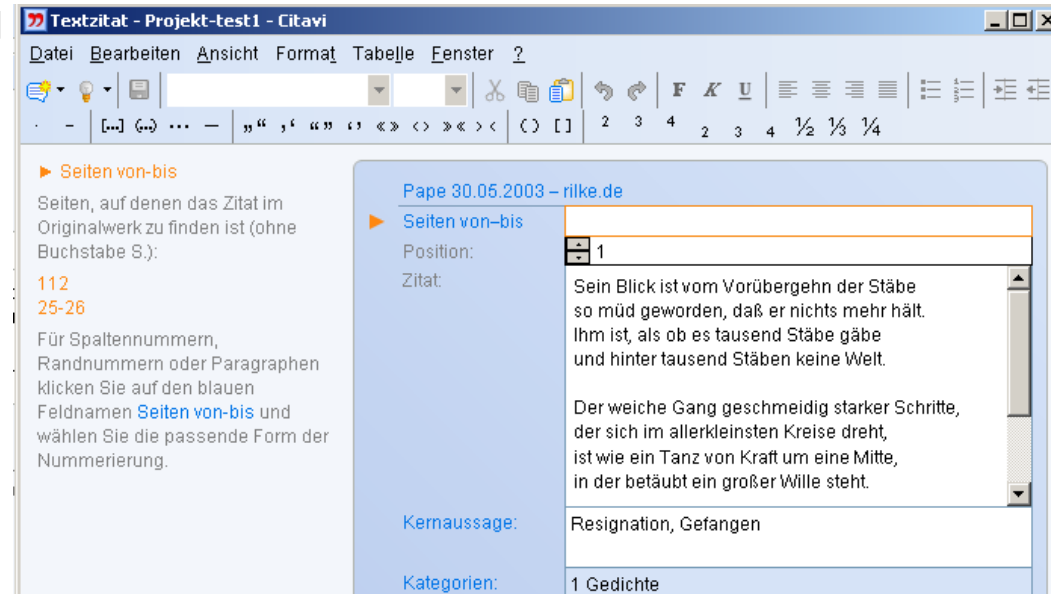 Textzitat - Projekt-test1 - Citavi
Datei Bearbeiten Ansicht Format Tabelle Fenster ?
F K U
· - [...] (...) ··· — „“ ‚‘ “” ‘’ «» ‹› »« ›‹ () [] 2 3 4 2 3 4 ½ ⅓ ¼
► Seiten von-bis
Seiten, auf denen das Zitat im
Originalwerk zu finden ist (ohne
Buchstabe S.):
112
25-26
Für Spaltennummern,
Randnummern oder Paragraphen
klicken Sie auf den blauen
Feldnamen Seiten von-bis und
wählen Sie die passende Form der
Nummerierung.
Pape 30.05.2003 – rilke.de
► Seiten von–bis
Position: 1
Zitat: Sein Blick ist vom Vorübergehn der Stäbe
so müd geworden, daß er nichts mehr hält.
Ihm ist, als ob es tausend Stäbe gäbe
und hinter tausend Stäben keine Welt.
Der weiche Gang geschmeidig starker Schritte,
der sich im allerkleinsten Kreise dreht,
ist wie ein Tanz von Kraft um eine Mitte,
in der betäubt ein großer Wille steht.
Kernaussage: Resignation, Gefangen
Kategorien: 1 Gedichte